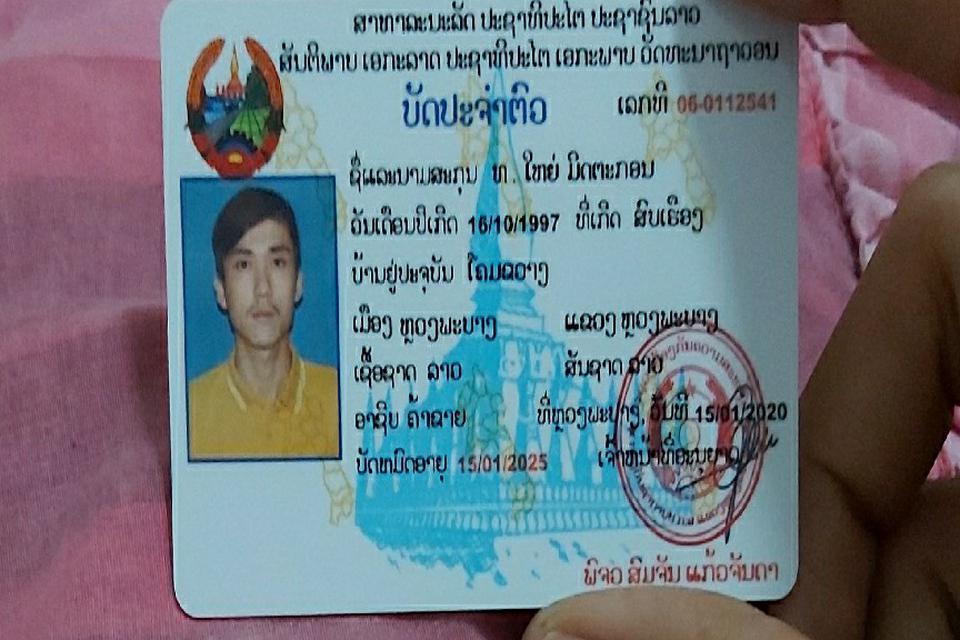 ສາທາລະນະລັດ ປະຊາທິປະໄຕ ປະຊາຊົນລາວ
ສັນຕິພາບ ເອກະລາດ ປະຊາທິປະໄຕ ເອກະພາບ ວັດທະນາຖາວອນ
ບັດປະຈຳຕົວ ເລກທີ 06-0112541
ຊື່ແລະນາມສະກຸນ ທ. ໃຫຍ່ ມິດຕະກອນ
ວັນເດືອນປີເກີດ 16/10/1997 ທີ່ເກີດ ສົບເຮືອງ
ບ້ານຢູ່ປະຈຸບັນ ໂຄມຂວາງ
ເມືອງ ຫຼວງພະບາງ ແຂວງ ຫຼວງພະບາງ
ເຊື້ອຊາດ ລາວ ສັນຊາດ ລາວ
ອາຊີບ ຄ້າຂາຍ ທີ່ຫຼວງພະບາງ, ວັນທີ 15/01/2020
ບັດຫມົດອາຍຸ 15/01/2025 ເຈົ້າຫນ້າທີ່ອະນຸຍາດ
ພິຈວ ສົມຈັນ ແກ້ວຈັນດາ